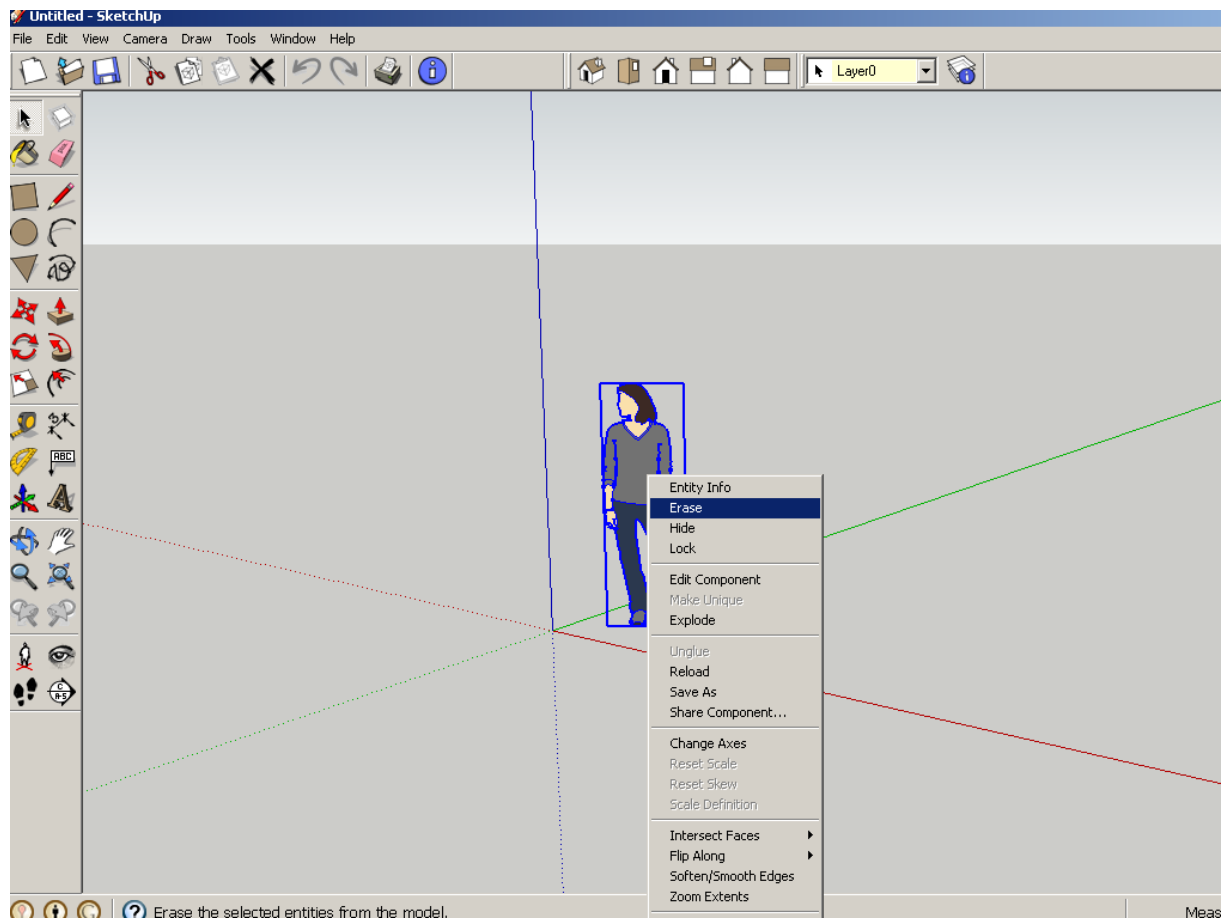 Untitled - SketchUp
File Edit View Camera Draw Tools Window Help
Layer0
ABC
Entity Info
Erase
Hide
Lock
Edit Component
Make Unique
Explode
Unglue
Reload
Save As
Share Component...
Change Axes
Reset Scale
Reset Skew
Scale Definition
Intersect Faces
Flip Along
Soften/Smooth Edges
Zoom Extents
Erase the selected entities from the model.
Meas